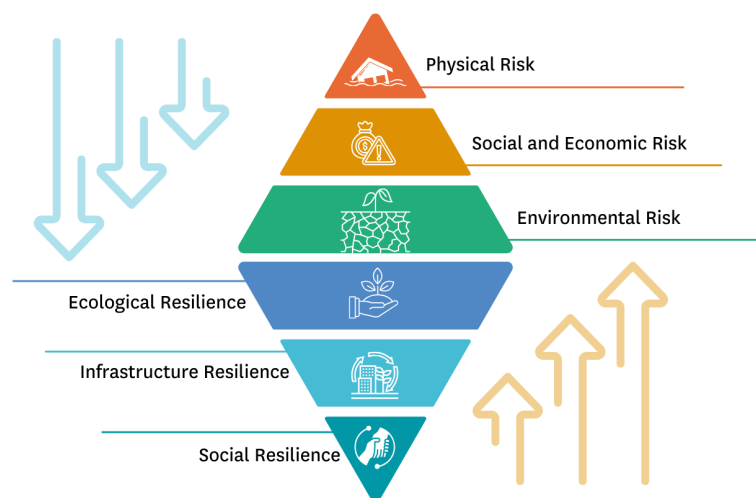 Physical Risk
Social and Economic Risk
Environmental Risk
Ecological Resilience
Infrastructure Resilience
Social Resilience